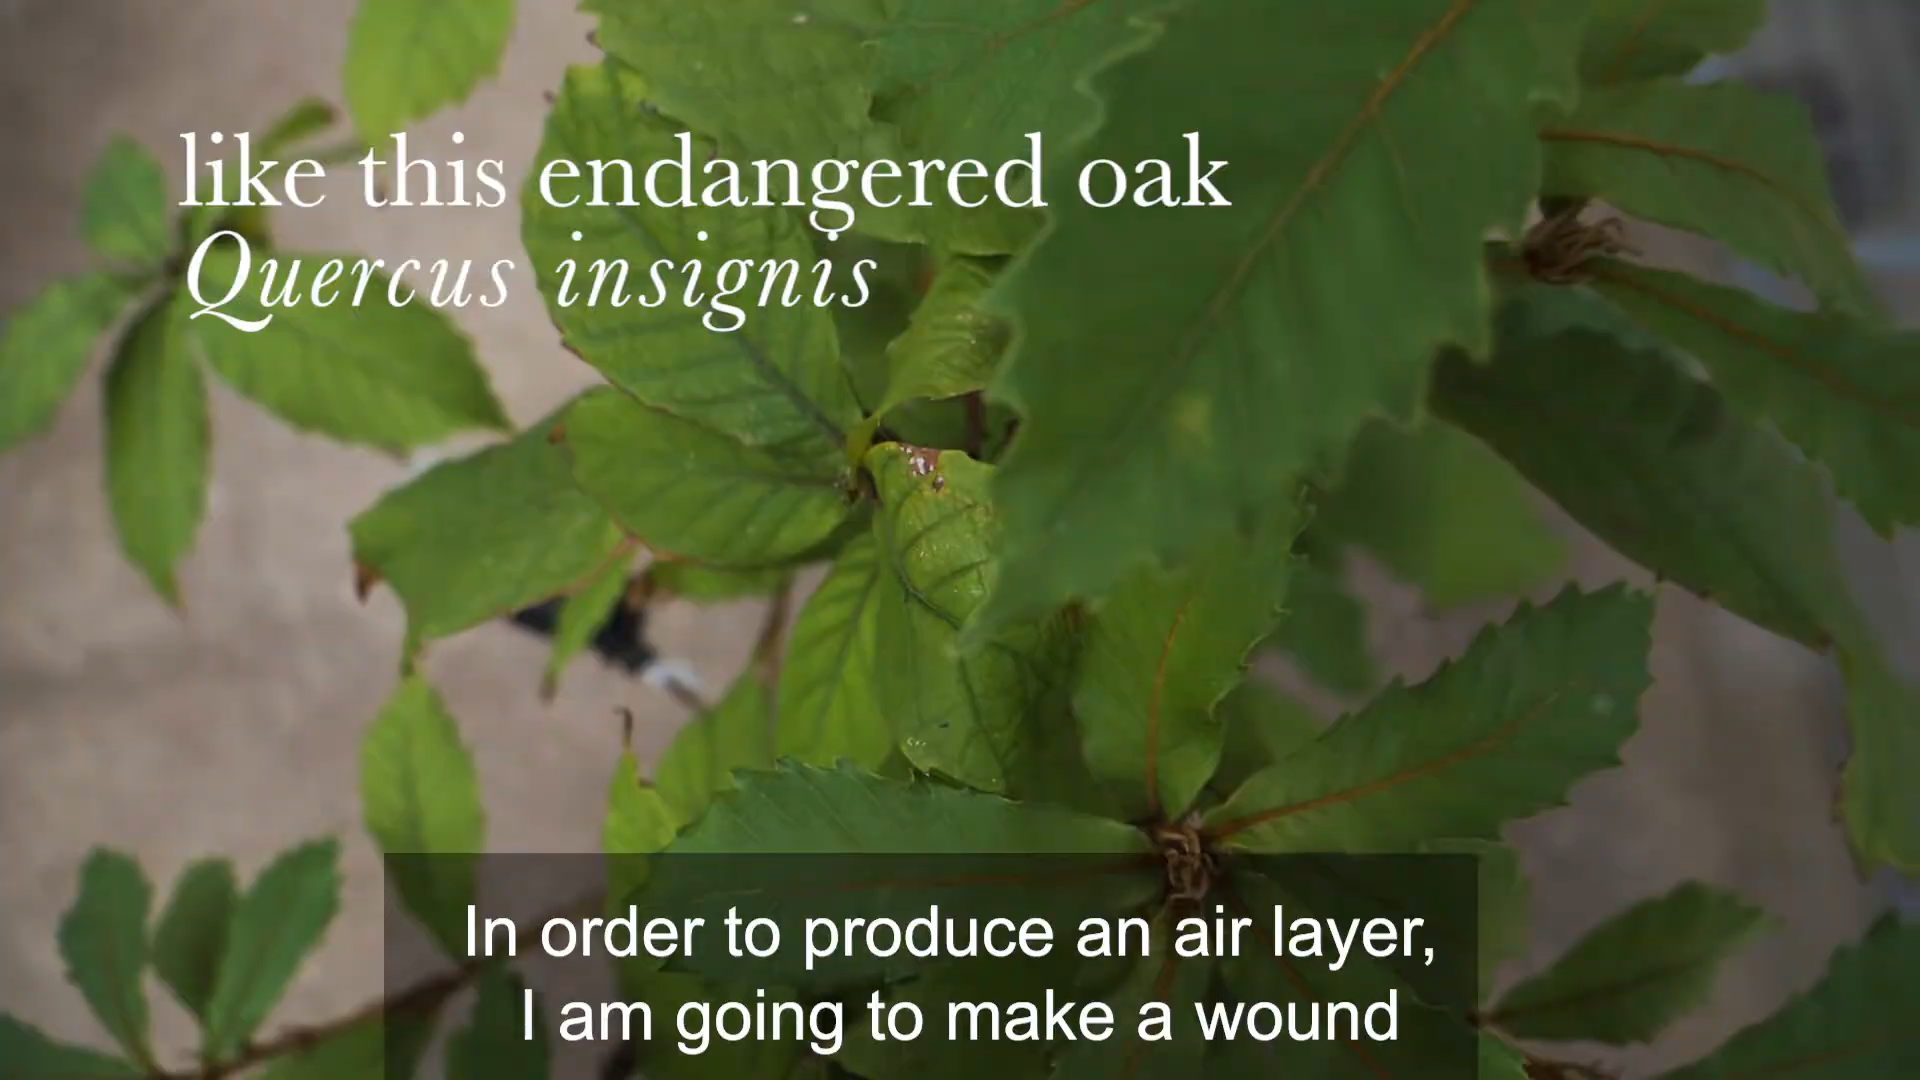 like this endangered oak
Quercus insignis
In order to produce an air layer,
I am going to make a wound